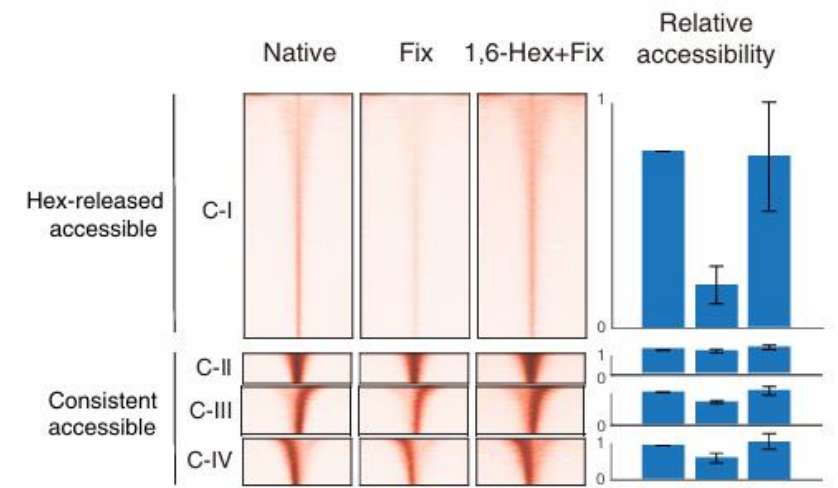 Native
Fix
1,6-Hex+Fix
Relative
accessibility
Hex-released
accessible
C-I
1
0
Consistent
accessible
C-II
1
0
C-III
0
C-IV
1
0